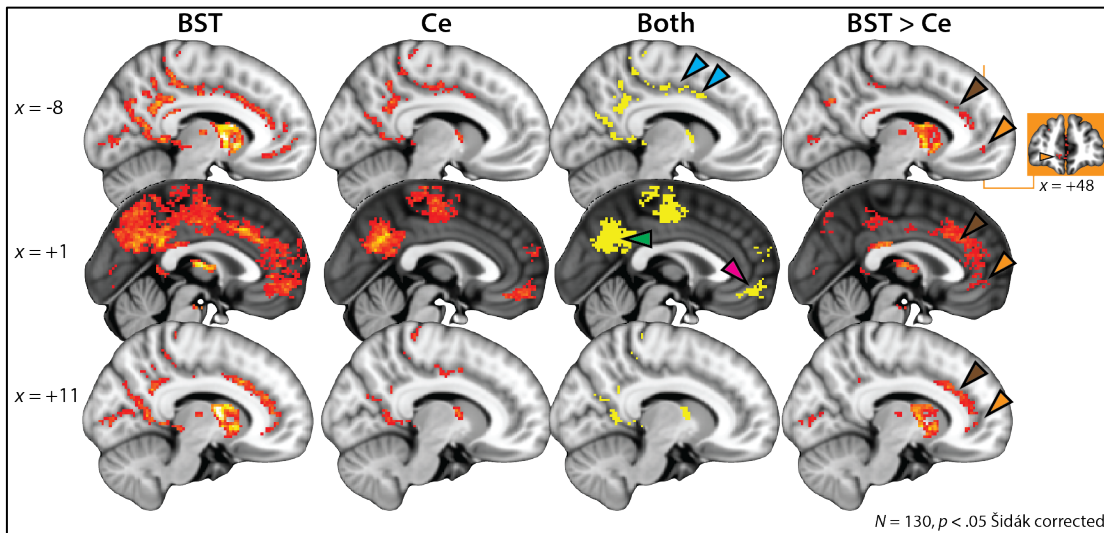 BST Ce Both BST > Ce
x = -8
x = +48
x = +1
x = +11
N = 130, p < .05 Šidák corrected